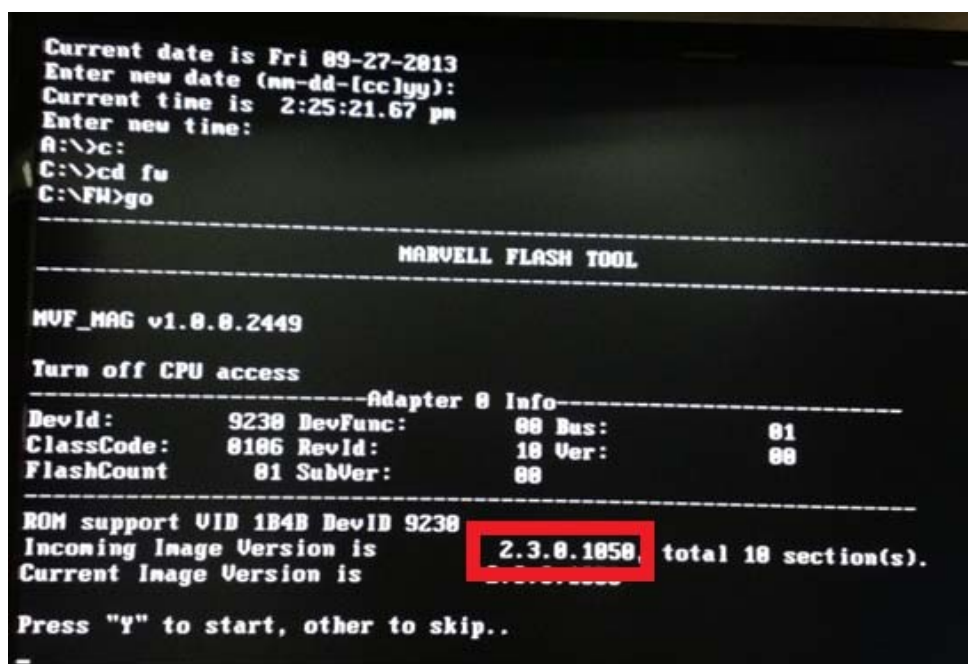 Current date is Fri 09-27-2013
Enter new date (mm-dd-[cc]yy):
Current time is 2:25:21.67 pm
Enter new time:
A:\>c:
C:\>cd fw
C:\FW>go
MARVELL FLASH TOOL
MVF_MAG v1.0.0.2449
Turn off CPU access
Adapter 0 Info
DevId: 9230 DevFunc: 00 Bus: 01
ClassCode: 0106 RevId: 10 Ver: 00
FlashCount 01 SubVer: 00
ROM support VID 1B4B DevID 9230
Incoming Image Version is 2.3.0.1050, total 10 section(s).
Current Image Version is
Press "Y" to start, other to skip..